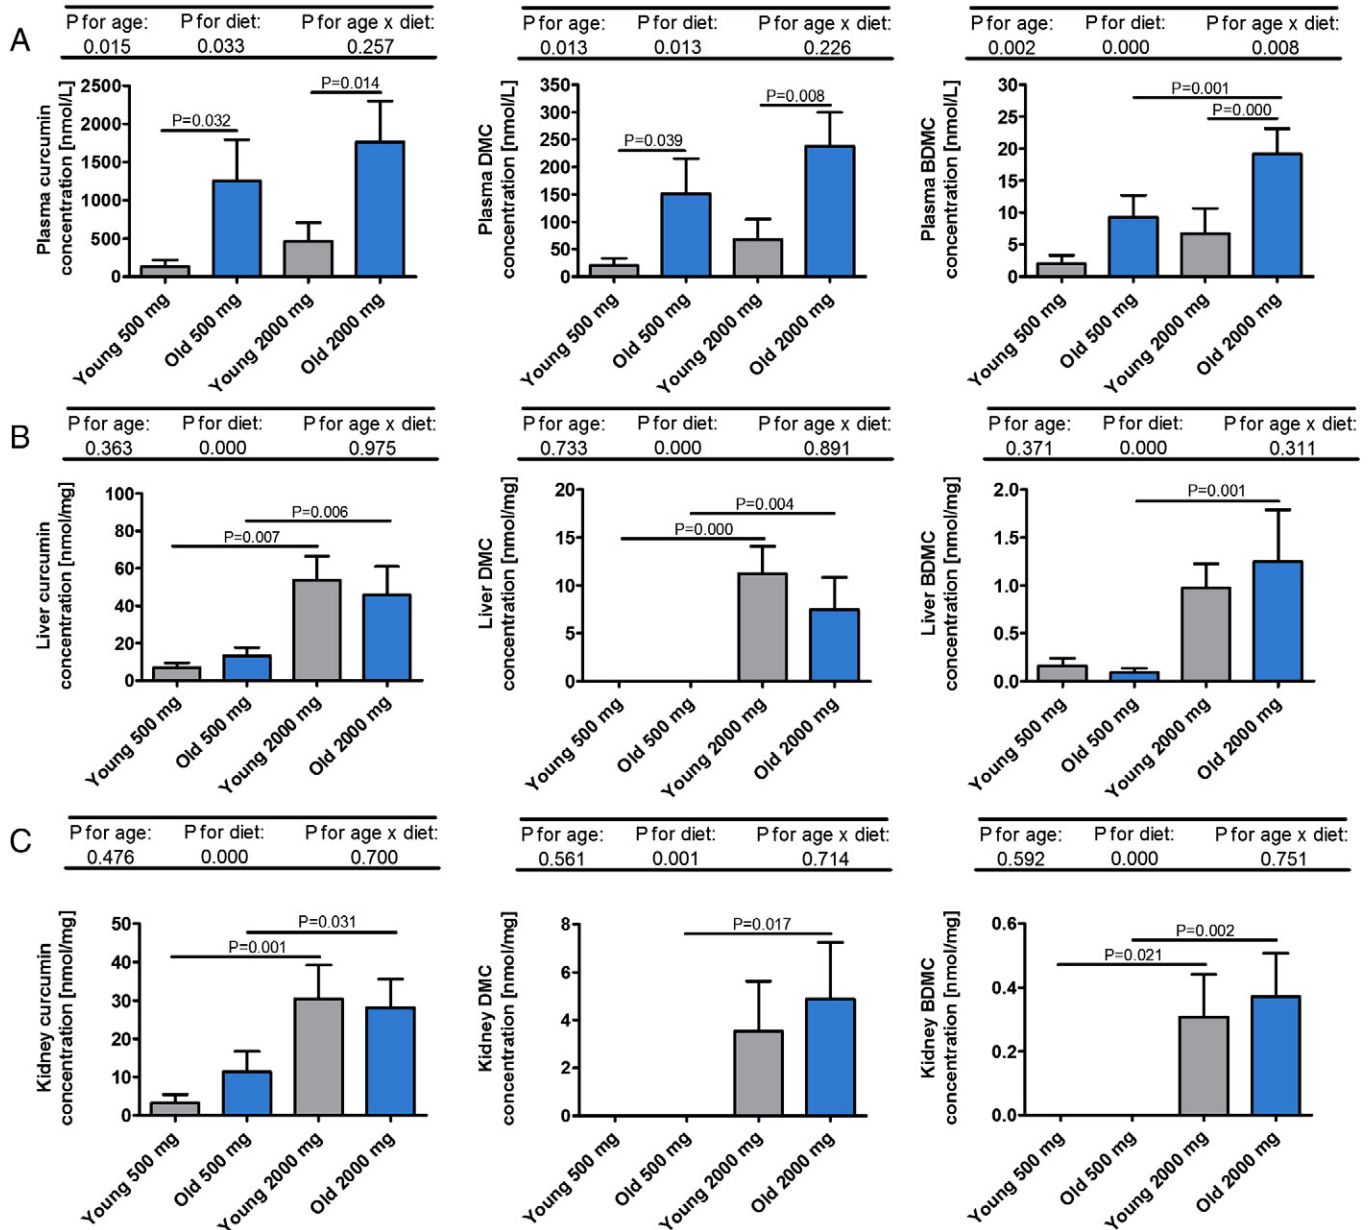 A
P for age: P for diet: P for age x diet:
0.015 0.033 0.257
P for age: P for diet: P for age x diet:
0.013 0.013 0.226
P for age: P for diet: P for age x diet:
0.002 0.000 0.008
Plasma curcumin
concentration [nmol/L]
2500
2000
1500
1000
500
0
P=0.032
P=0.014
Young 500 mg
Old 500 mg
Young 2000 mg
Old 2000 mg
Plasma DMC
concentration [nmol/L]
350
300
250
200
150
100
50
0
P=0.039
P=0.008
Young 500 mg
Old 500 mg
Young 2000 mg
Old 2000 mg
Plasma BDMC
concentration [nmol/L]
30
25
20
15
10
5
0
P=0.001
P=0.000
Young 500 mg
Old 500 mg
Young 2000 mg
Old 2000 mg
B
P for age: P for diet: P for age x diet:
0.363 0.000 0.975
P for age: P for diet: P for age x diet:
0.733 0.000 0.891
P for age: P for diet: P for age x diet:
0.371 0.000 0.311
Liver curcumin
concentration [nmol/mg]
100
80
60
40
20
0
P=0.006
P=0.007
Young 500 mg
Old 500 mg
Young 2000 mg
Old 2000 mg
Liver DMC
concentration [nmol/mg]
20
15
10
5
0
P=0.004
P=0.000
Young 500 mg
Old 500 mg
Young 2000 mg
Old 2000 mg
Liver BDMC
concentration [nmol/mg]
2.0
1.5
1.0
0.5
0.0
P=0.001
Young 500 mg
Old 500 mg
Young 2000 mg
Old 2000 mg
C
P for age: P for diet: P for age x diet:
0.476 0.000 0.700
P for age: P for diet: P for age x diet:
0.561 0.001 0.714
P for age: P for diet: P for age x diet:
0.592 0.000 0.751
Kidney curcumin
concentration [nmol/mg]
50
40
30
20
10
0
P=0.031
P=0.001
Young 500 mg
Old 500 mg
Young 2000 mg
Old 2000 mg
Kidney DMC
concentration [nmol/mg]
8
6
4
2
0
P=0.017
Young 500 mg
Old 500 mg
Young 2000 mg
Old 2000 mg
Kidney BDMC
concentration [nmol/mg]
0.6
0.4
0.2
0.0
P=0.002
P=0.021
Young 500 mg
Old 500 mg
Young 2000 mg
Old 2000 mg